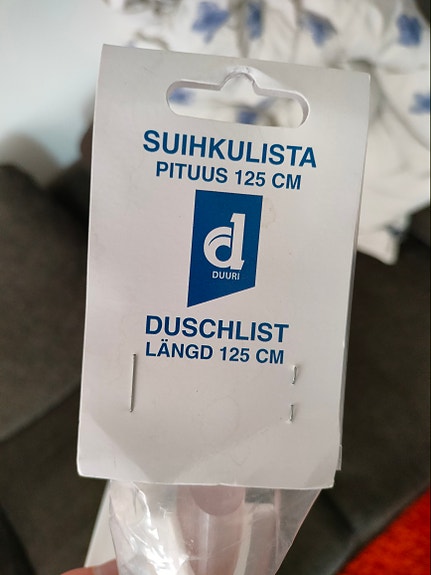 SUIHKULISTA
PITUUS 125 CM
d
DUURI
DUSCHLIST
LÄNGD 125 CM